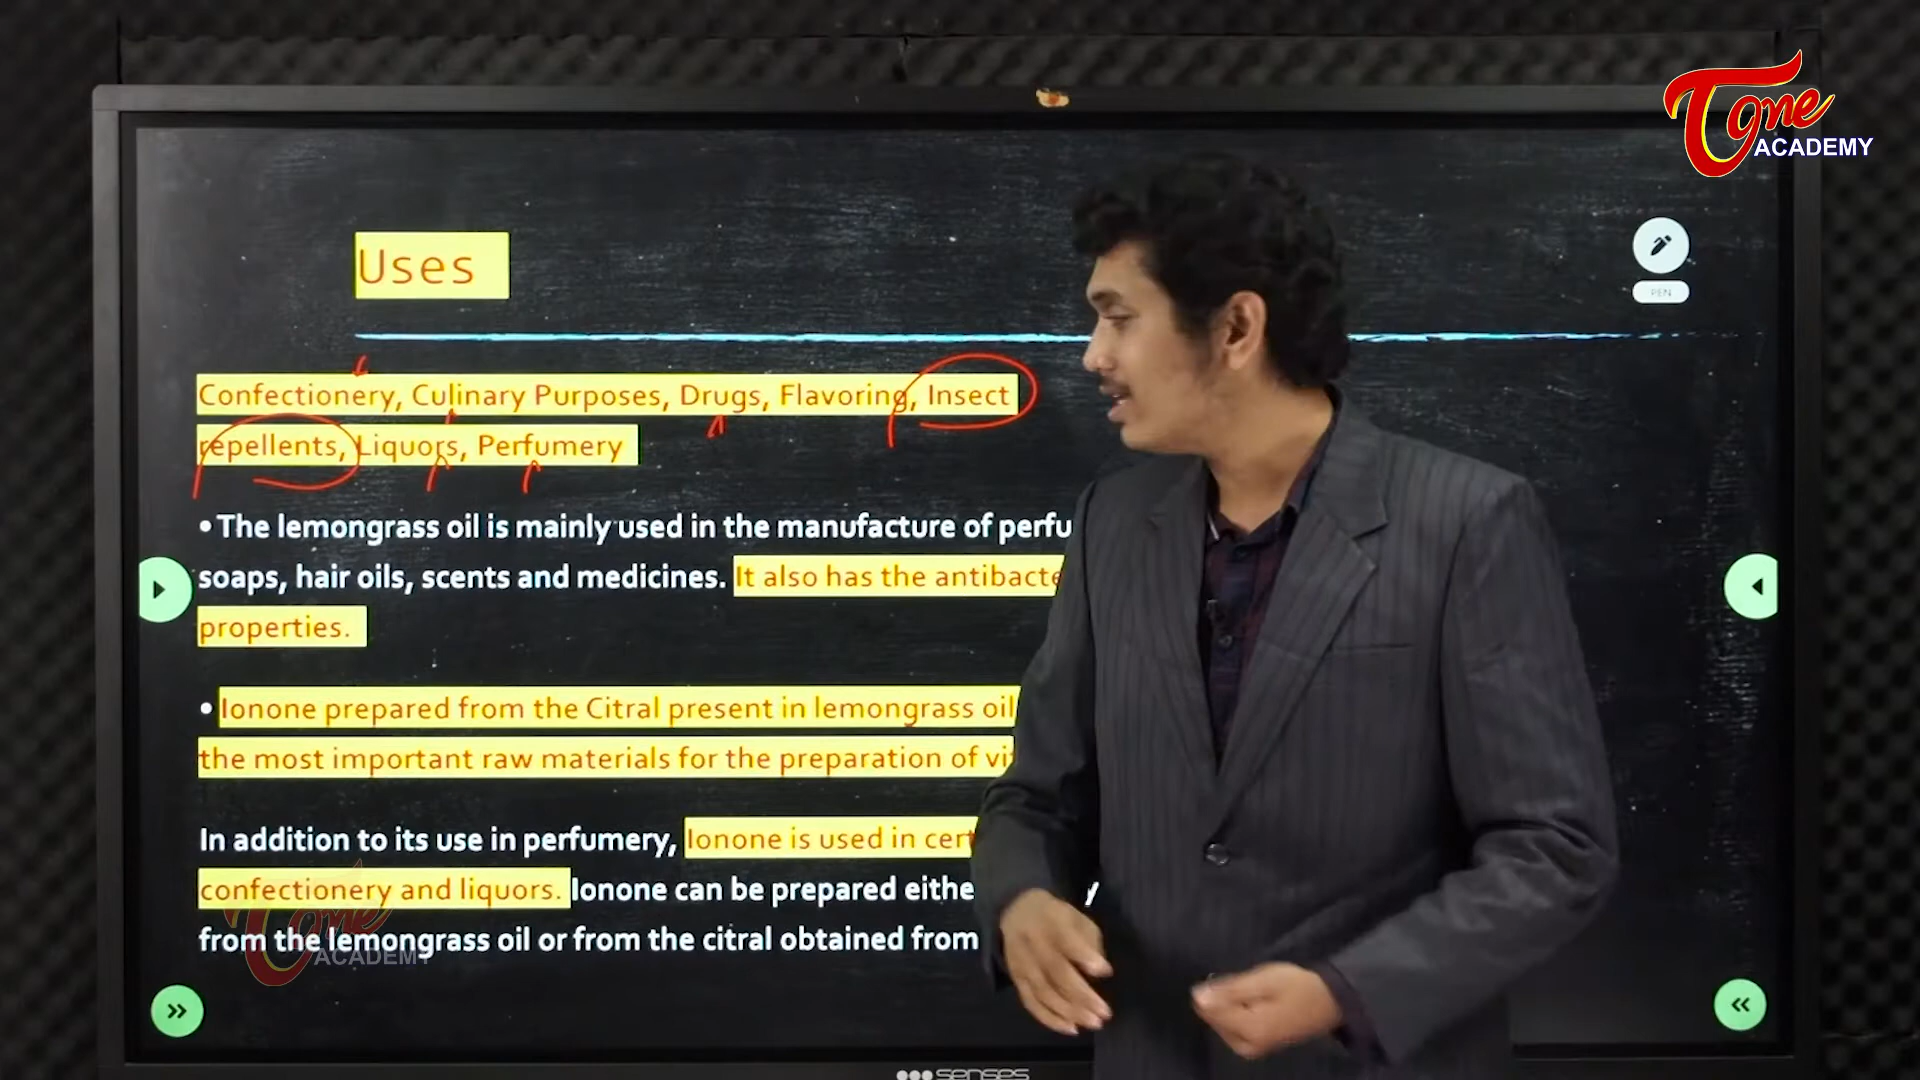 Tone
ACADEMY
Uses
PEN
Confectionery, Culinary Purposes, Drugs, Flavoring, Insect
repellents, Liquors, Perfumery
• The lemongrass oil is mainly used in the manufacture of perfu
soaps, hair oils, scents and medicines. It also has the antibacte
properties.
• Ionone prepared from the Citral present in lemongrass oil
the most important raw materials for the preparation of vi
In addition to its use in perfumery, Ionone is used in cert
confectionery and liquors. Ionone can be prepared eithe y
from the lemongrass oil or from the citral obtained from
Tone
ACADEMY
senses